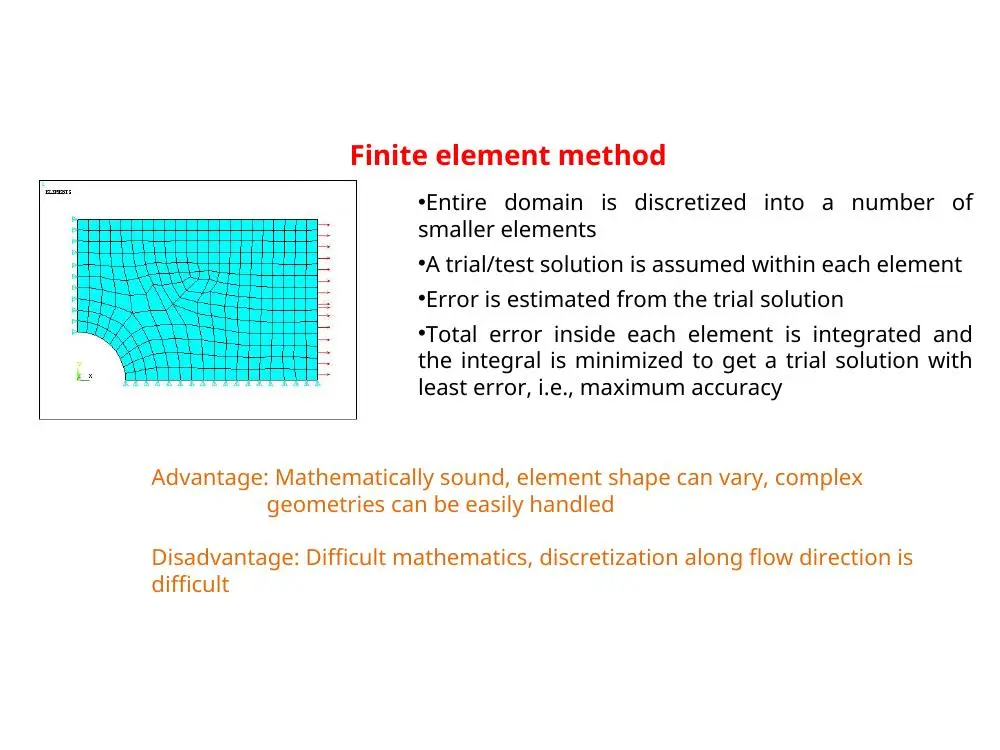 Finite element method
ELEMENTS
•Entire domain is discretized into a number of
smaller elements
•A trial/test solution is assumed within each element
•Error is estimated from the trial solution
•Total error inside each element is integrated and
the integral is minimized to get a trial solution with
least error, i.e., maximum accuracy
X
Advantage: Mathematically sound, element shape can vary, complex
geometries can be easily handled
Disadvantage: Difficult mathematics, discretization along flow direction is
difficult